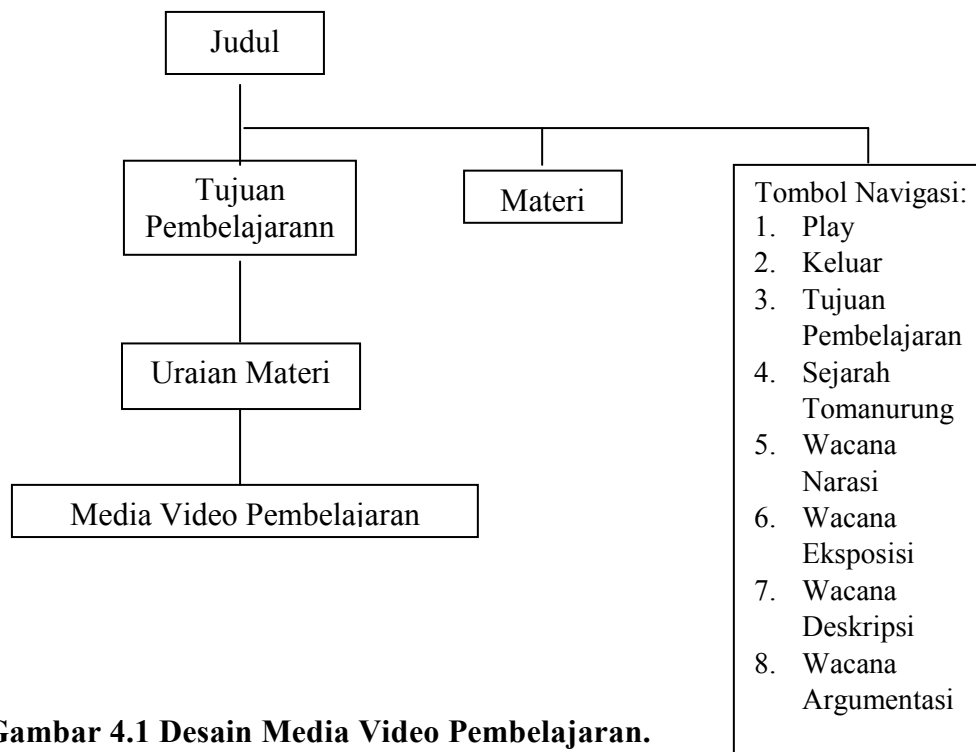 Judul
Tujuan
Pembelajarann
Materi
Uraian Materi
Media Video Pembelajaran
Tombol Navigasi:
1. Play
2. Keluar
3. Tujuan
Pembelajaran
4. Sejarah
Tomanurung
5. Wacana
Narasi
6. Wacana
Eksposisi
7. Wacana
Deskripsi
8. Wacana
Argumentasi
Gambar 4.1 Desain Media Video Pembelajaran.